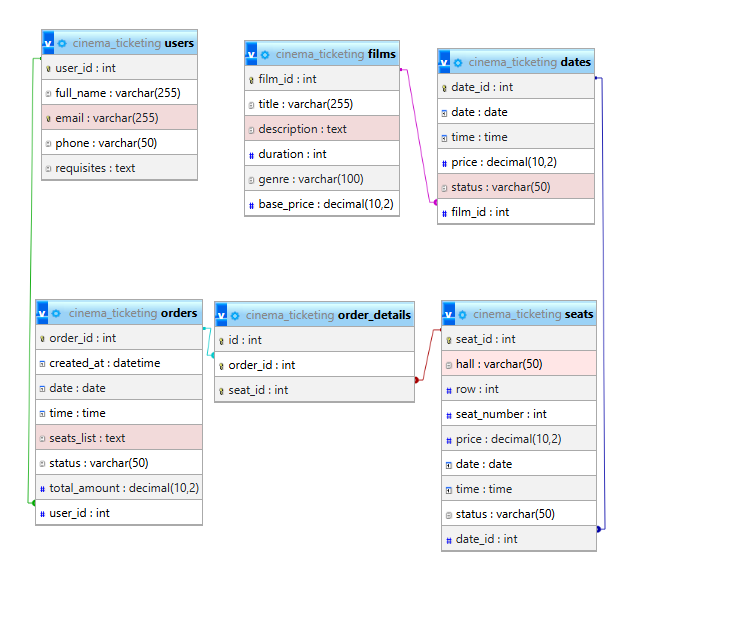 cinema_ticketing users
user_id : int
full_name : varchar(255)
email : varchar(255)
phone : varchar(50)
requisites : text
cinema_ticketing films
film_id : int
title : varchar(255)
description : text
duration : int
genre : varchar(100)
base_price : decimal(10,2)
cinema_ticketing dates
date_id : int
date : date
time : time
price : decimal(10,2)
status : varchar(50)
film_id : int
cinema_ticketing orders
order_id : int
created_at : datetime
date : date
time : time
seats_list : text
status : varchar(50)
total_amount : decimal(10,2)
user_id : int
cinema_ticketing order_details
id : int
order_id : int
seat_id : int
cinema_ticketing seats
seat_id : int
hall : varchar(50)
row : int
seat_number : int
price : decimal(10,2)
date : date
time : time
status : varchar(50)
date_id : int